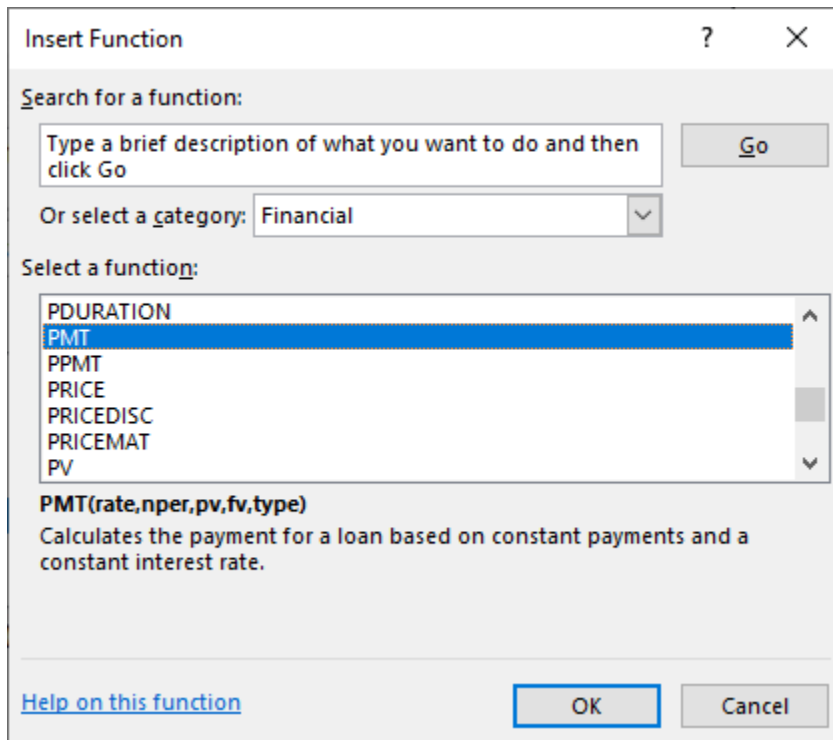 Insert Function
?
Search for a function:
Type a brief description of what you want to do and then
click Go
Go
Or select a category: Financial
Select a function:
PDURATION
PMT
PPMT
PRICE
PRICEDISC
PRICEMAT
PV
PMT(rate,nper,pv,fv,type)
Calculates the payment for a loan based on constant payments and a
constant interest rate.
Help on this function
OK
Cancel